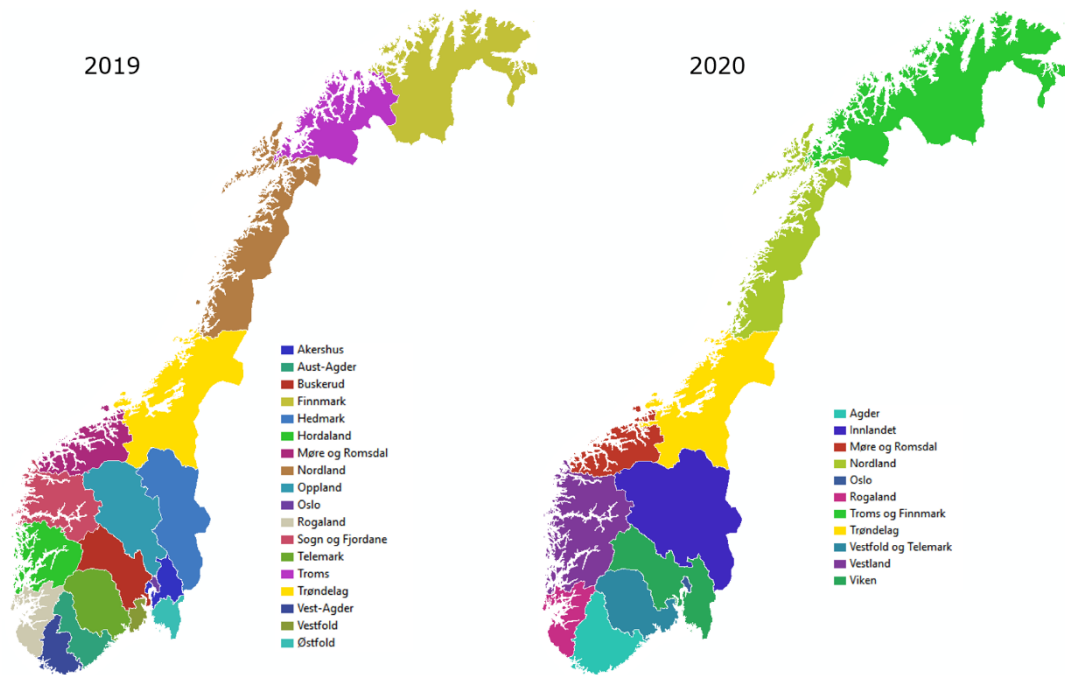 2019
2020
Akershus
Aust-Agder
Buskerud
Finnmark
Hedmark
Hordaland
Møre og Romsdal
Nordland
Oppland
Oslo
Rogaland
Sogn og Fjordane
Telemark
Troms
Trøndelag
Vest-Agder
Vestfold
Østfold
Agder
Innlandet
Møre og Romsdal
Nordland
Oslo
Rogaland
Troms og Finnmark
Trøndelag
Vestfold og Telemark
Vestland
Viken